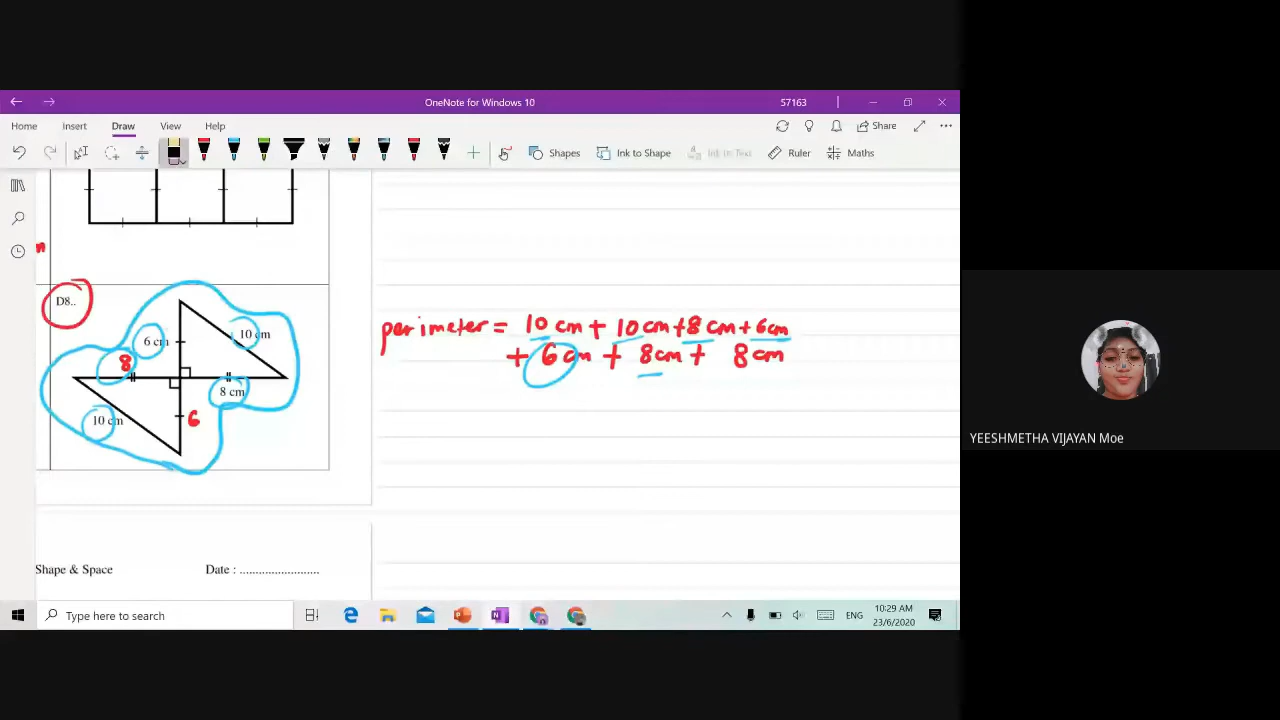 OneNote for Windows 10
57163
Home Insert Draw View Help
Share
Shapes Ink to Shape Ink to Text Ruler Maths
D8..
6 cm
10 cm
8
8 cm
10 cm
6
perimeter = 10 cm + 10 cm + 8 cm + 6 cm
+ 6 cm + 8 cm + 8 cm
YEESHMETHA VIJAYAN Moe
Shape & Space Date : ........................
Type here to search
ENG
10:29 AM
23/6/2020